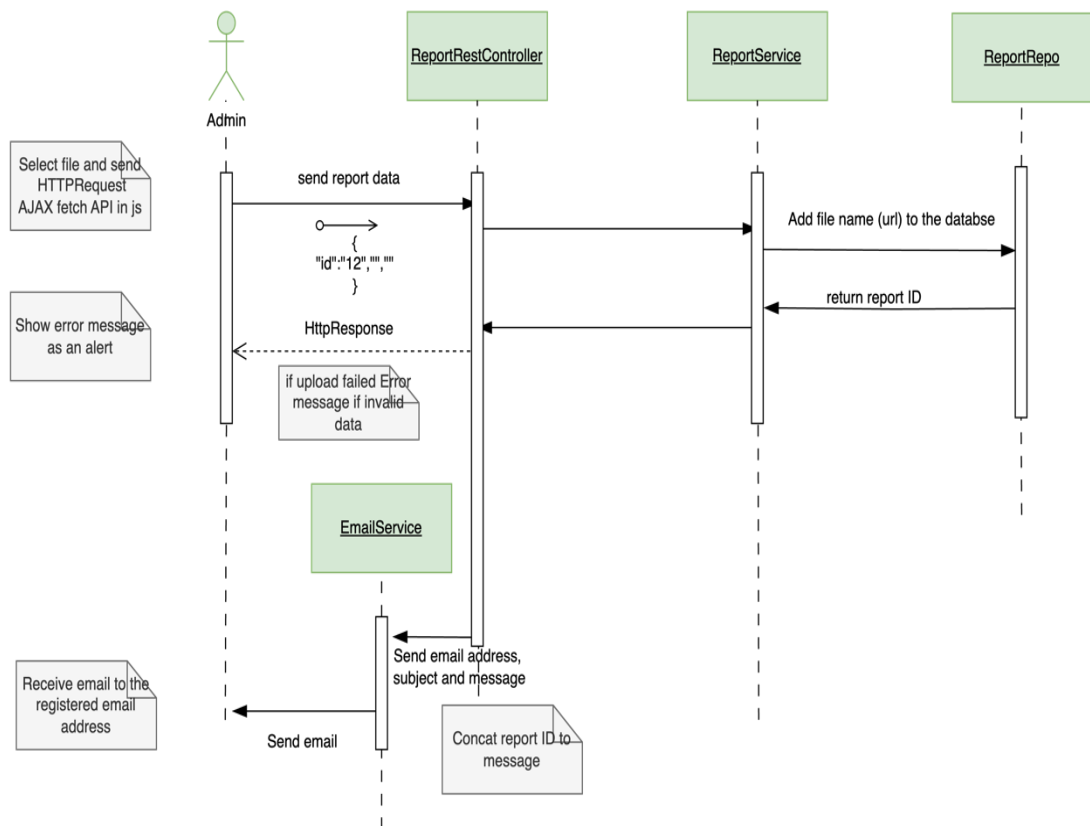 ReportRestController
ReportService
ReportRepo
Admin
Select file and send
HTTPRequest
AJAX fetch API in js
send report data
{
"id":"12","",""
}
Add file name (url) to the databse
return report ID
Show error message
as an alert
HttpResponse
if upload failed Error
message if invalid
data
EmailService
Send email address,
subject and message
Receive email to the
registered email
address
Send email
Concat report ID to
message